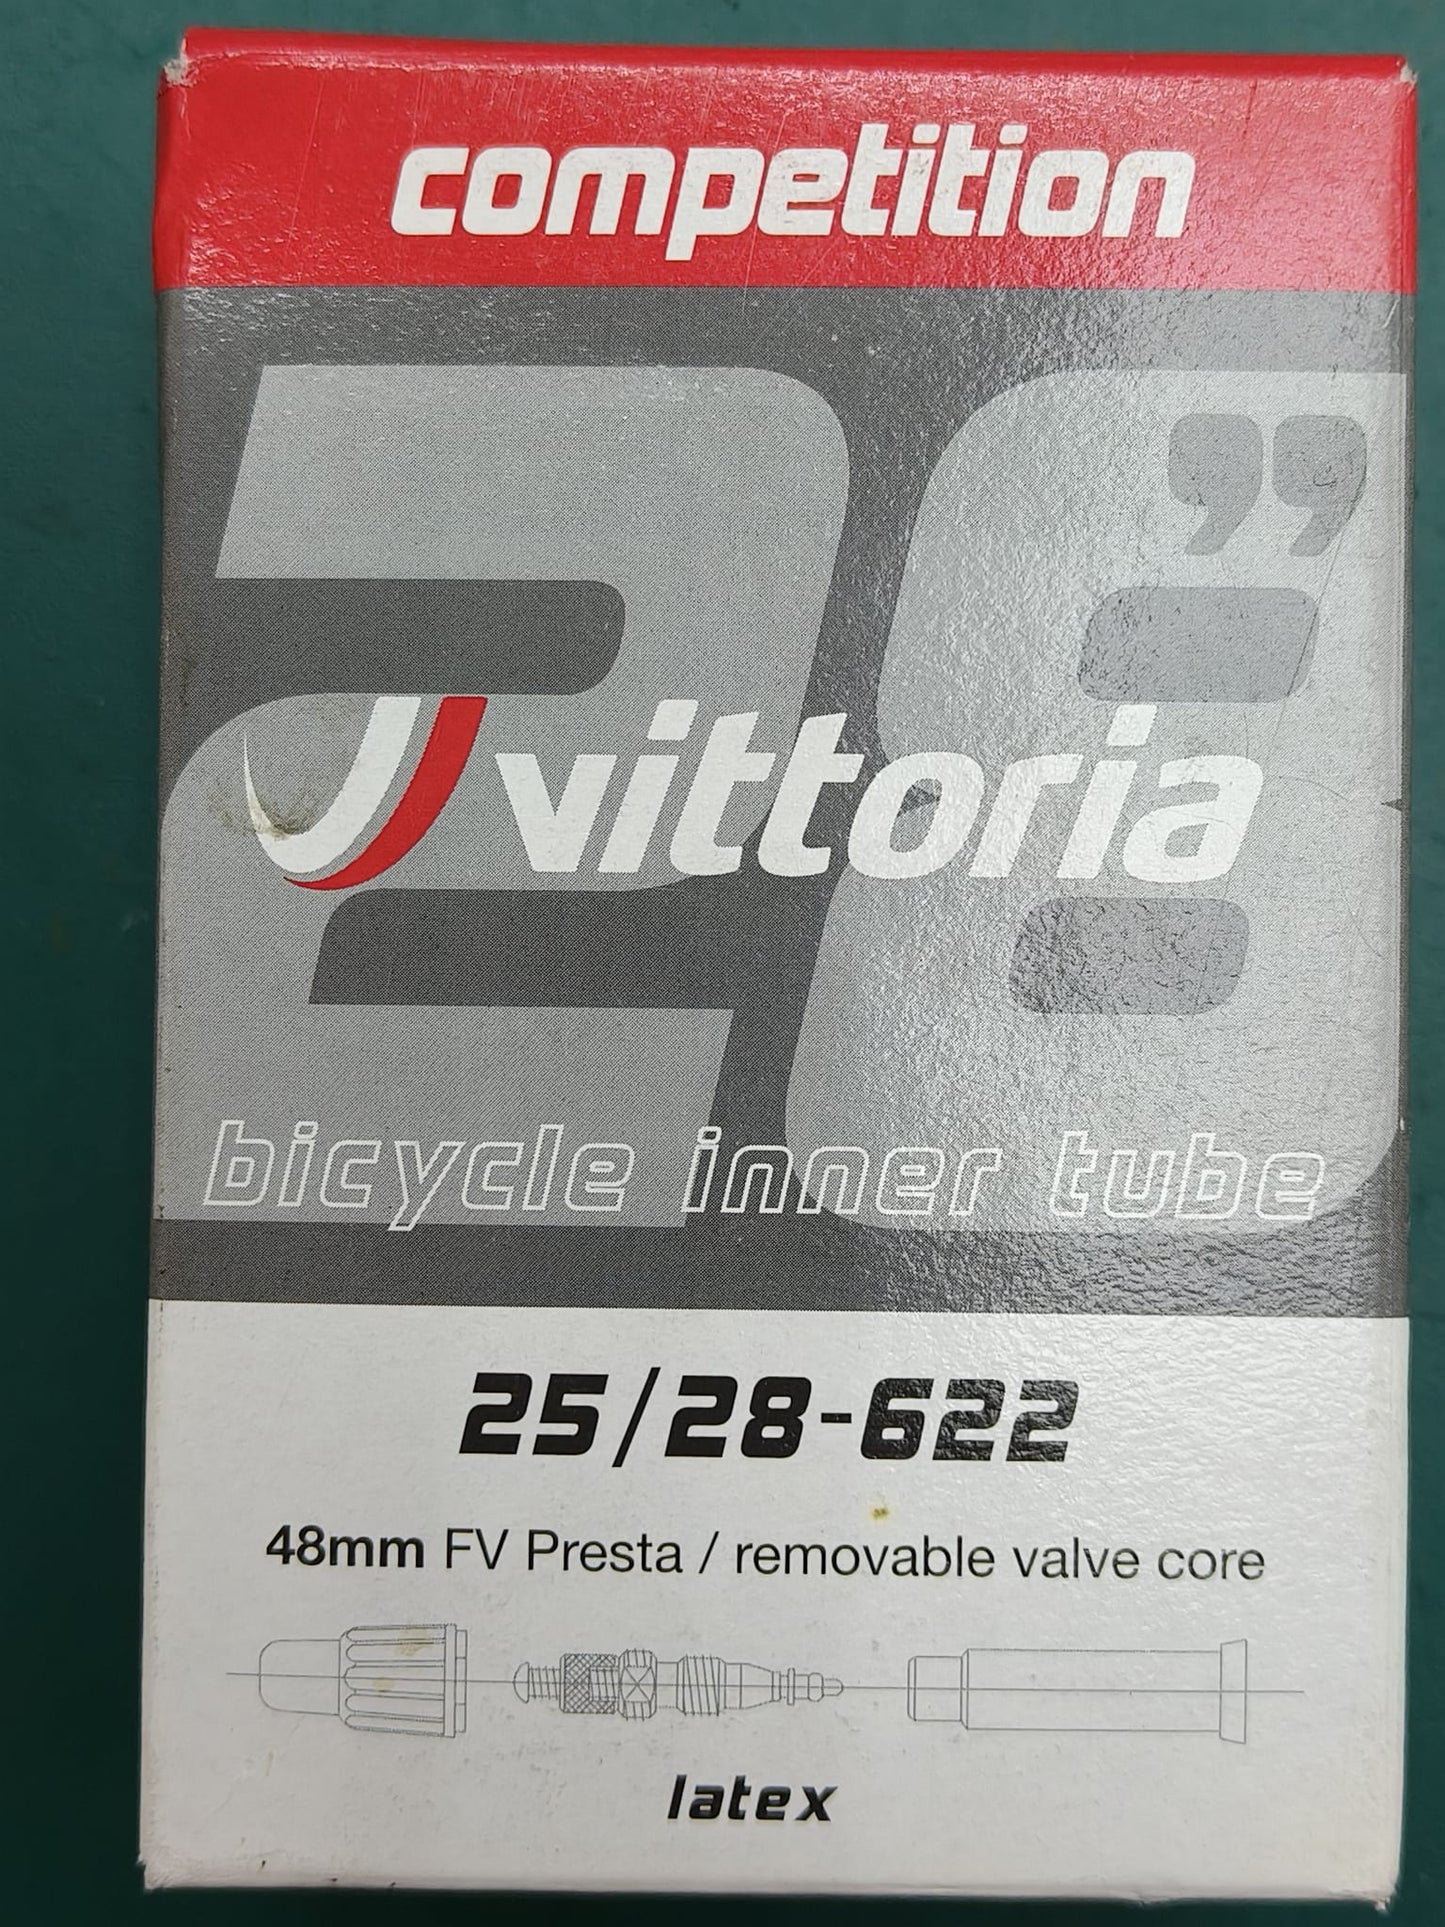 competition
28”
vittoria
bicycle inner tube
25/28-622
48mm FV Presta / removable valve core
latex